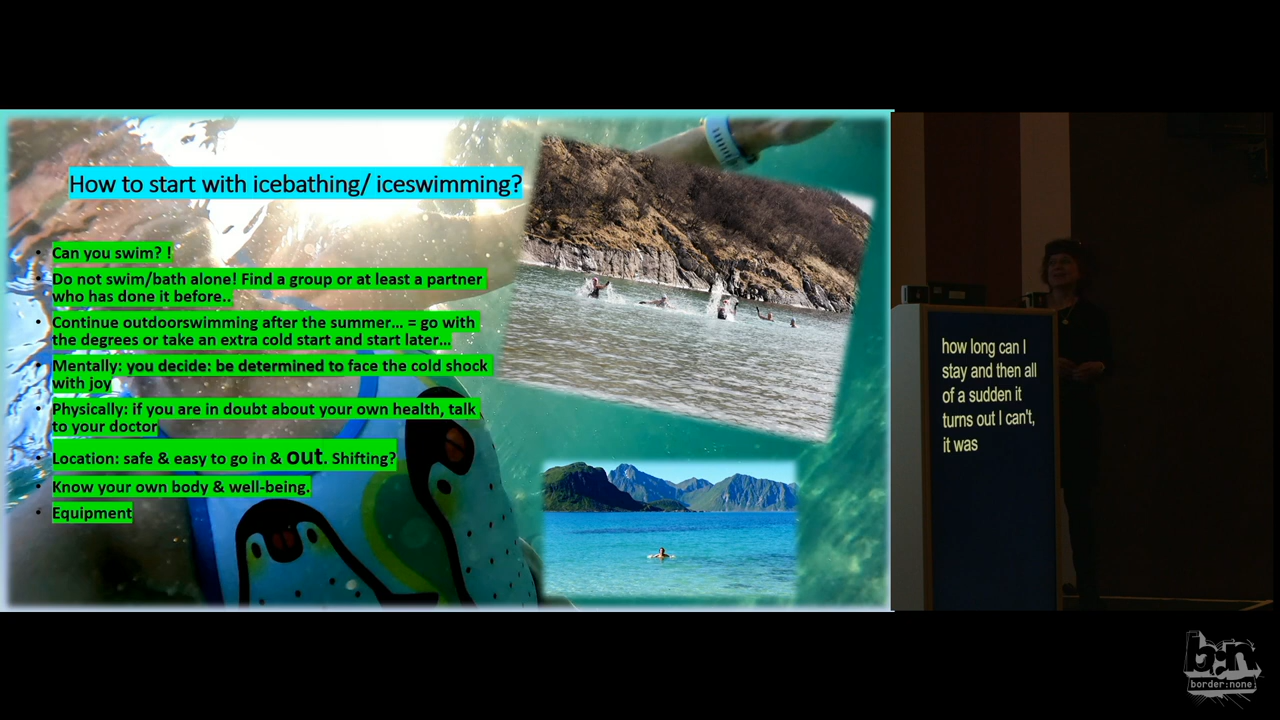 How to start with icebathing/ iceswimming?
• Can you swim? !
• Do not swim/bath alone! Find a group or at least a partner
who has done it before..
• Continue outdoorswimming after the summer... = go with
the degrees or take an extra cold start and start later...
• Mentally: you decide: be determined to face the cold shock
with joy
• Physically: if you are in doubt about your own health, talk
to your doctor
• Location: safe & easy to go in & out. Shifting?
• Know your own body & well-being.
• Equipment
how long can I
stay and then all
of a sudden it
turns out I can't,
it was
b:n
border:none